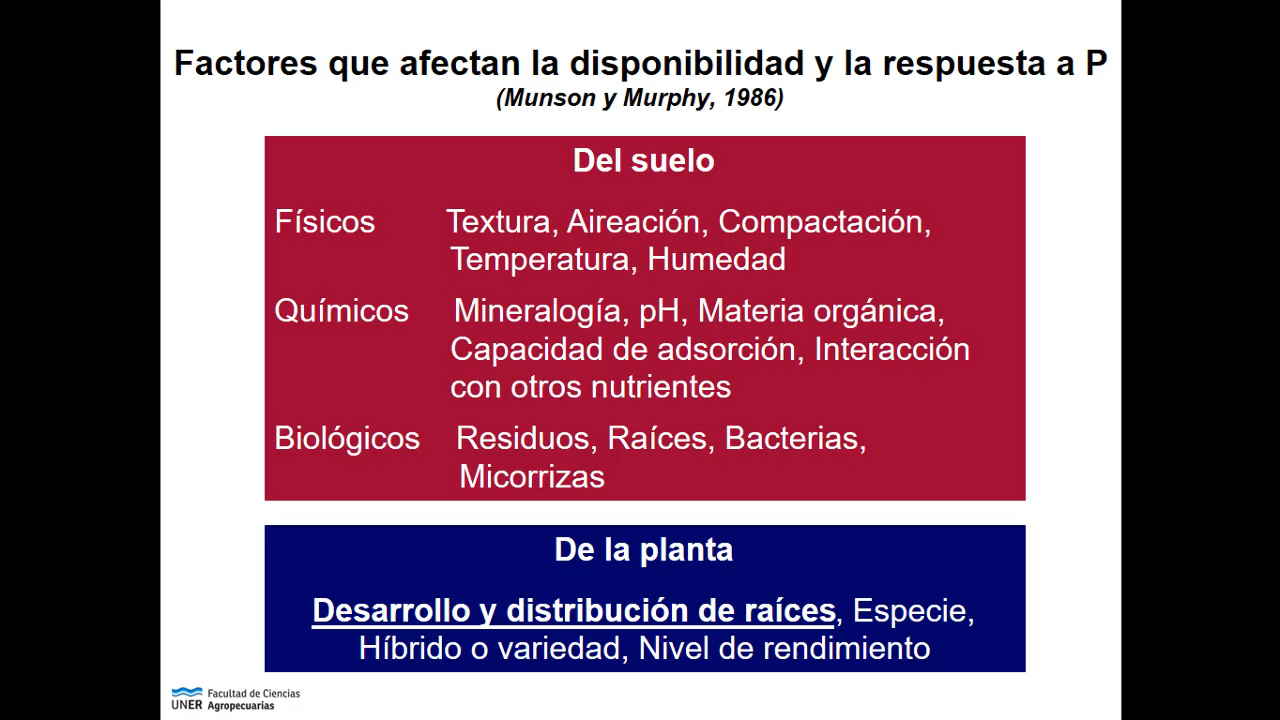 Factores que afectan la disponibilidad y la respuesta a P
(Munson y Murphy, 1986)
Del suelo
Físicos Textura, Aireación, Compactación,
Temperatura, Humedad
Químicos Mineralogía, pH, Materia orgánica,
Capacidad de adsorción, Interacción
con otros nutrientes
Biológicos Residuos, Raíces, Bacterias,
Micorrizas
De la planta
Desarrollo y distribución de raíces, Especie,
Híbrido o variedad, Nivel de rendimiento
Facultad de Ciencias
UNER Agropecuarias